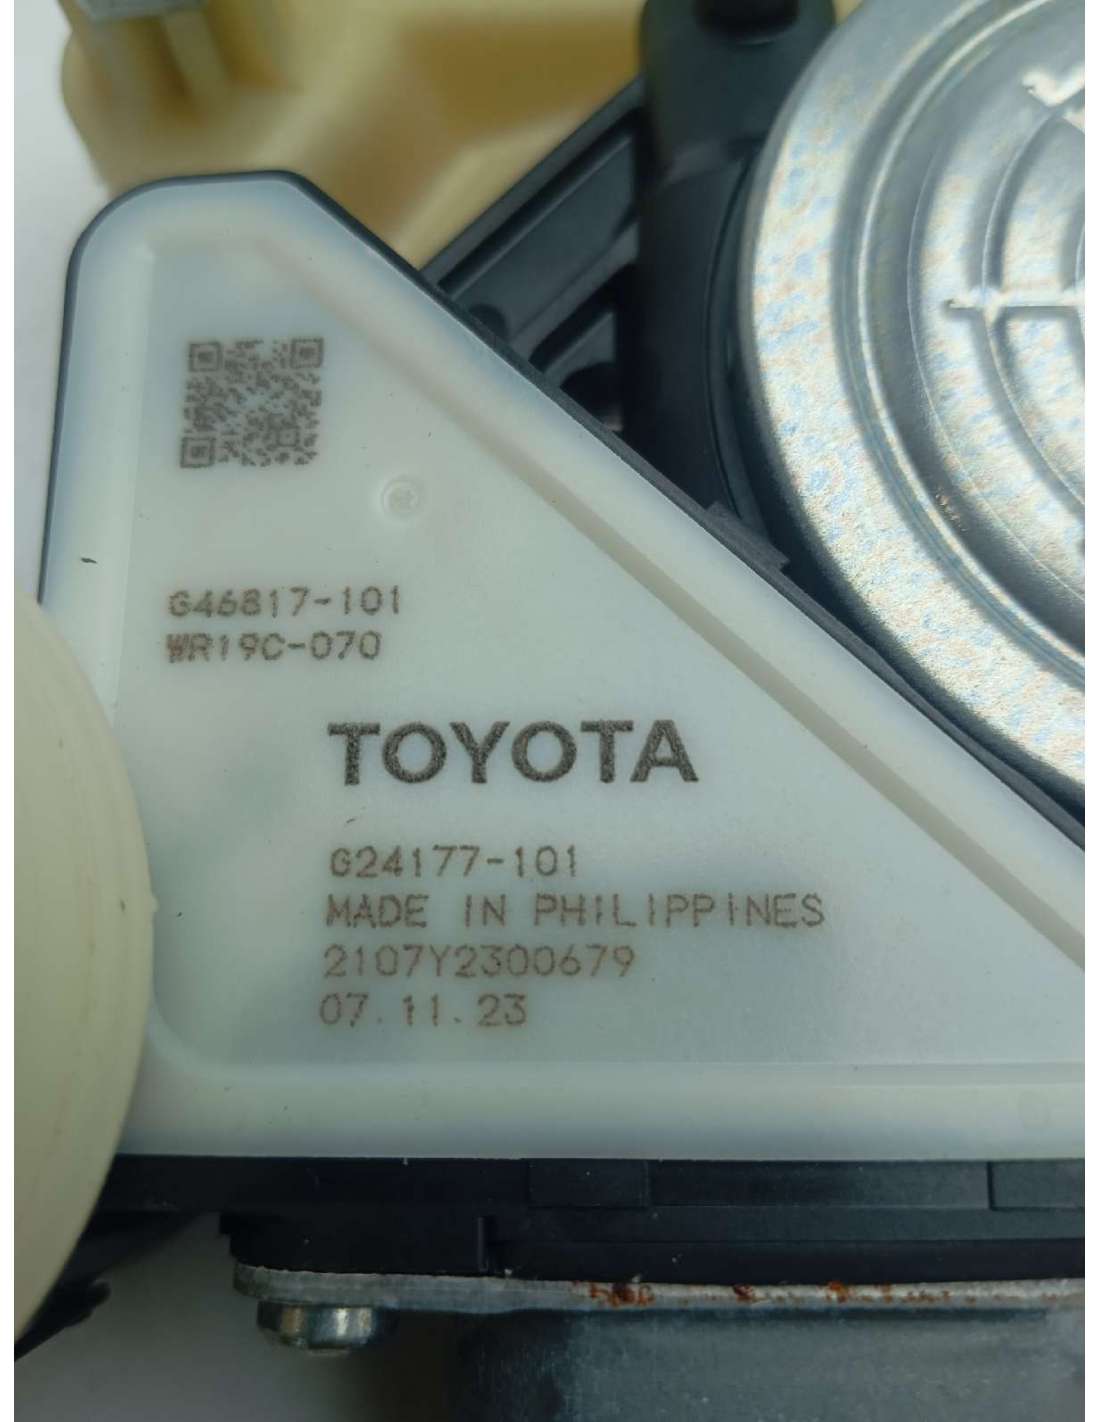 G46817-101
WR19C-070
TOYOTA
G24177-101
MADE IN PHILIPPINES
2107Y2300679
07.11.23